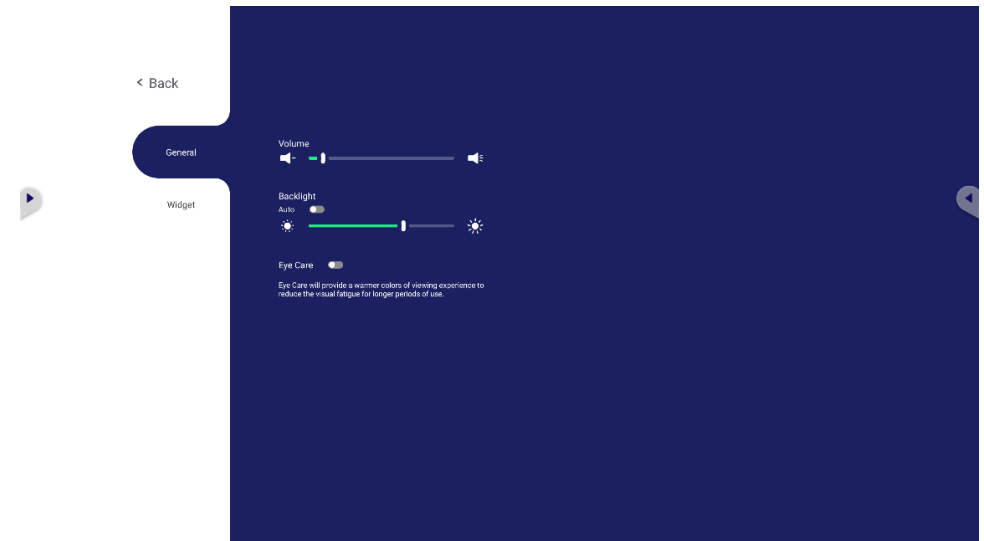 Back
General
Widget
Volume
Backlight
Auto
Eye Care
Eye Care will provide a warmer colors of viewing experience to
reduce the visual fatigue for longer periods of use.